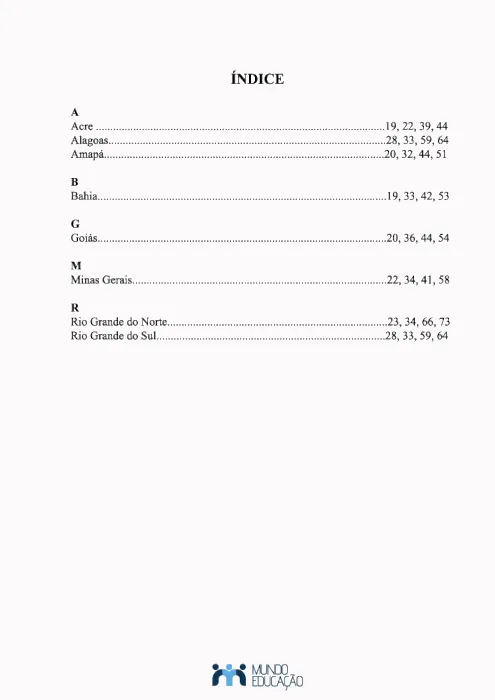 ÍNDICE
A
Acre ........................................................................................................19, 22, 39, 44
Alagoas....................................................................................................28, 33, 59, 64
Amapá.....................................................................................................20, 32, 44, 51
B
Bahia........................................................................................................19, 33, 42, 53
G
Goiás........................................................................................................20, 36, 44, 54
M
Minas Gerais............................................................................................22, 34, 41, 58
R
Rio Grande do Norte...............................................................................23, 34, 66, 73
Rio Grande do Sul...................................................................................28, 33, 59, 64
MUNDO
EDUCAÇÃO